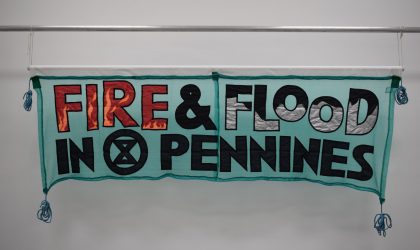 FIRE & FLOOD
IN PENNINES